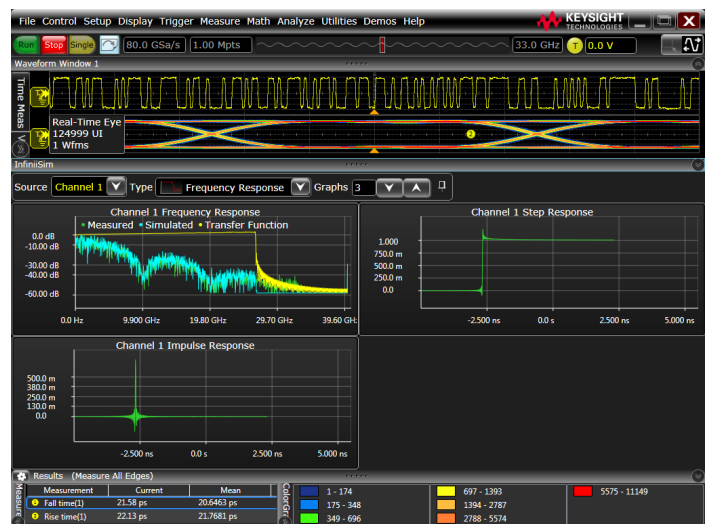 File Control Setup Display Trigger Measure Math Analyze Utilities Demos Help
KEYSIGHT
TECHNOLOGIES
Run Stop Single 80.0 GSa/s 1.00 Mpts 33.0 GHz T 0.0 V
Waveform Window 1
Time Meas V
Real-Time Eye
124999 UI
1 Wfms
2
InfiniiSim
Source Channel 1 Type Frequency Response Graphs 3
Channel 1 Frequency Response
Measured Simulated Transfer Function
0.0 dB
-10.00 dB
-30.00 dB
-40.00 dB
-60.00 dB
0.0 Hz 9.900 GHz 19.80 GHz 29.70 GHz 39.60 GHz
Channel 1 Step Response
1.000
750.0 m
500.0 m
250.0 m
0.0
-2.500 ns 0.0 s 2.500 ns 5.000 ns
Channel 1 Impulse Response
500.0 m
380.0 m
250.0 m
130.0 m
0.0
-2.500 ns 0.0 s 2.500 ns 5.000 ns
Results (Measure All Edges)
Measure
Measurement Current Mean
Fall time(1) 21.58 ps 20.6463 ps
Rise time(1) 22.13 ps 21.7681 ps
ColorGr
1 - 174 697 - 1393 5575 - 11149
175 - 348 1394 - 2787
349 - 696 2788 - 5574